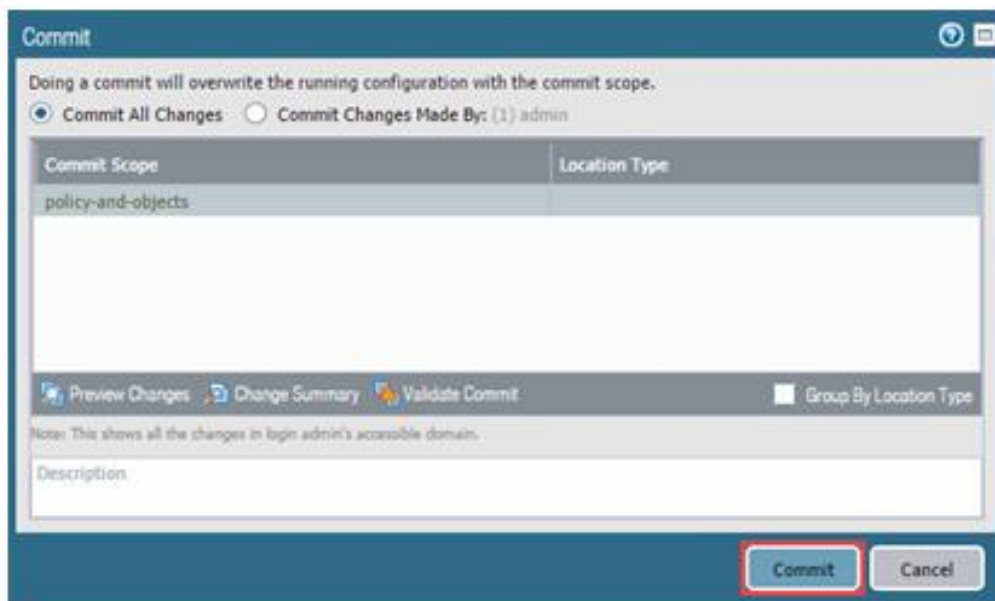 Commit
Doing a commit will overwrite the running configuration with the commit scope.
Commit All Changes Commit Changes Made By: (1) admin
Commit Scope Location Type
policy-and-objects
Preview Changes Change Summary Validate Commit Group By Location Type
Note: This shows all the changes in login admin's accessible domain.
Description
Commit Cancel